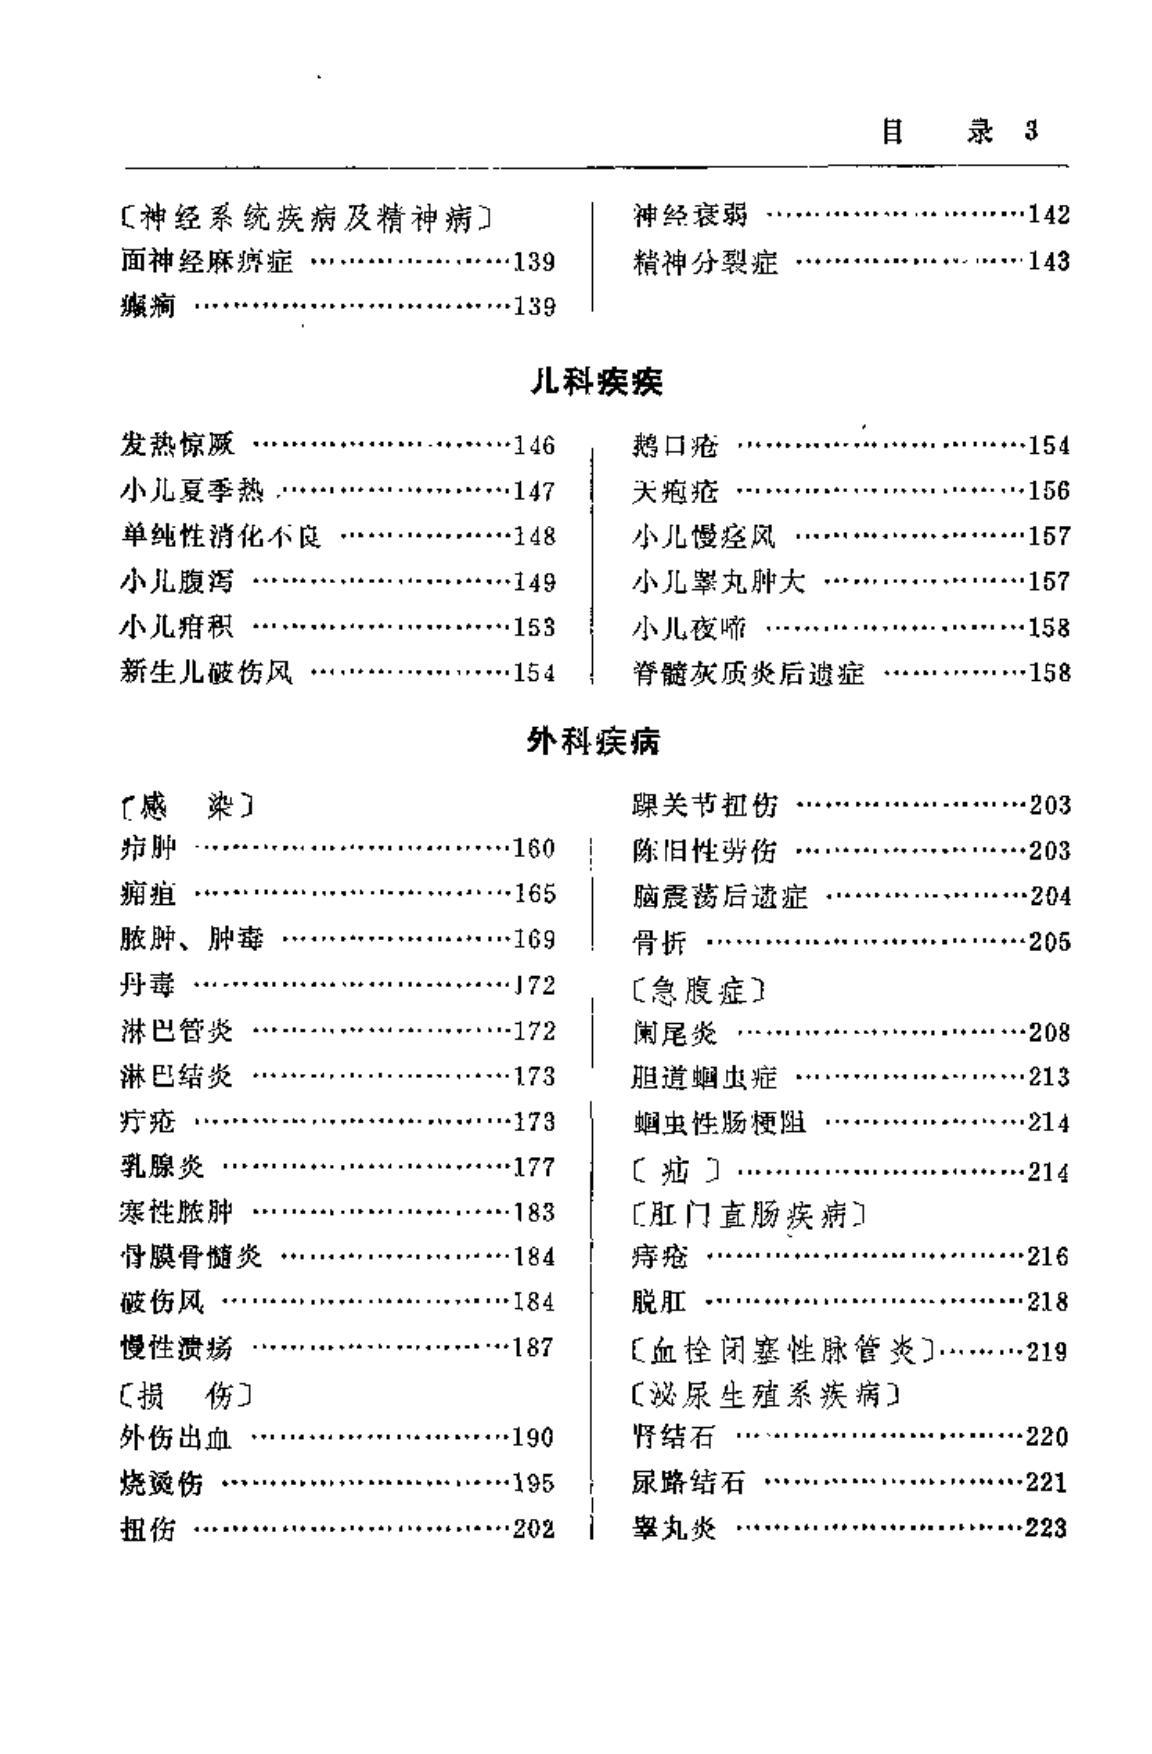 目 录 3
〔神经系统疾病及精神病〕
面神经麻痹症 …………………139
癫痫 ……………………………139
神经衰弱 ………………………142
精神分裂症 ……………………143
儿科疾疾
发热惊厥 ………………………146
小儿夏季热 ……………………147
单纯性消化不良 ………………148
小儿腹泻 ………………………149
小儿疳积 ………………………153
新生儿破伤风 …………………154
鹅口疮 …………………………154
天疱疮 …………………………156
小儿慢惊风 ……………………157
小儿睾丸肿大 …………………157
小儿夜啼 ………………………158
脊髓灰质炎后遗症 ……………158
外科疾病
〔感 染〕
疖肿 ……………………………160
痈疽 ……………………………165
脓肿、肿毒 ……………………169
丹毒 ……………………………172
淋巴管炎 ………………………172
淋巴结炎 ………………………173
疔疮 ……………………………173
乳腺炎 …………………………177
寒性脓肿 ………………………183
骨膜骨髓炎 ……………………184
破伤风 …………………………184
慢性溃疡 ………………………187
〔损 伤〕
外伤出血 ………………………190
烧烫伤 …………………………195
扭伤 ……………………………202
踝关节扭伤 ……………………203
陈旧性劳伤 ……………………203
脑震荡后遗症 …………………204
骨折 ……………………………205
〔急腹症〕
阑尾炎 …………………………208
胆道蛔虫症 ……………………213
蛔虫性肠梗阻 …………………214
〔 疝 〕…………………………214
〔肛门直肠疾病〕
痔疮 ……………………………216
脱肛 ……………………………218
〔血栓闭塞性脉管炎〕………219
〔泌尿生殖系疾病〕
肾结石 …………………………220
尿路结石 ………………………221
睾丸炎 …………………………223